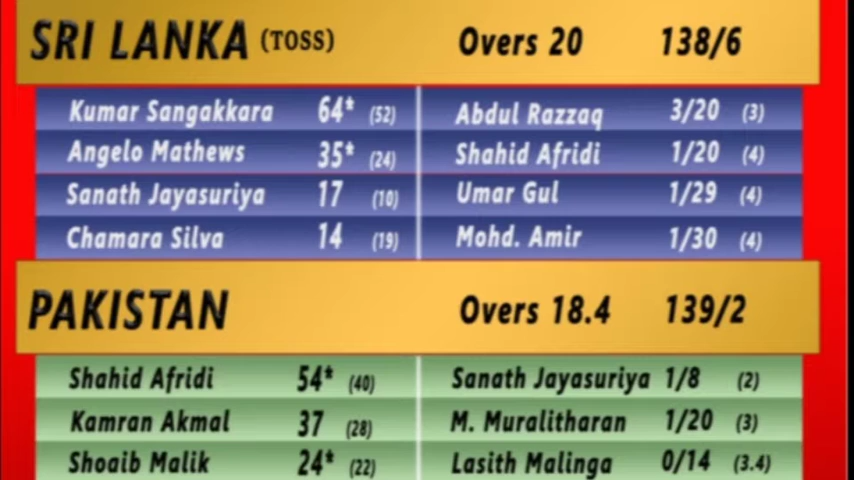 SRI LANKA (TOSS) Overs 20 138/6
Kumar Sangakkara 64* (52) Abdul Razzaq 3/20 (3)
Angelo Mathews 35* (24) Shahid Afridi 1/20 (4)
Sanath Jayasuriya 17 (10) Umar Gul 1/29 (4)
Chamara Silva 14 (19) Mohd. Amir 1/30 (4)
PAKISTAN Overs 18.4 139/2
Shahid Afridi 54* (40) Sanath Jayasuriya 1/8 (2)
Kamran Akmal 37 (28) M. Muralitharan 1/20 (3)
Shoaib Malik 24* (22) Lasith Malinga 0/14 (3.4)